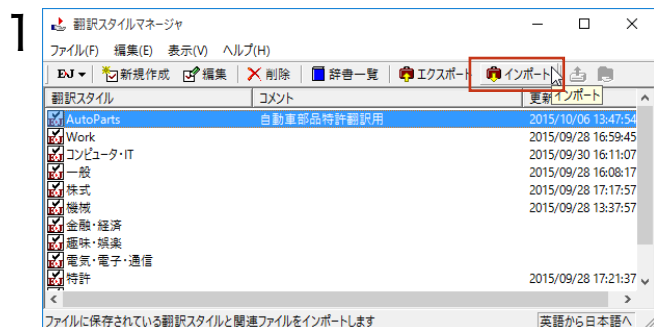 1
翻訳スタイルマネージャ
ファイル(F) 編集(E) 表示(V) ヘルプ(H)
EJ 新規作成 編集 削除 辞書一覧 エクスポート インポート
翻訳スタイル コメント 更新 インポート
AutoParts 自動車部品特許翻訳用 2015/10/06 13:47:54
Work 2015/09/28 16:59:45
コンピュータ・IT 2015/09/30 16:11:07
一般 2015/09/28 16:08:17
株式 2015/09/28 17:17:57
機械 2015/09/28 13:37:57
金融・経済
趣味・娯楽
電気・電子・通信
特許 2015/09/28 17:21:37
ファイルに保存されている翻訳スタイルと関連ファイルをインポートします 英語から日本語へ